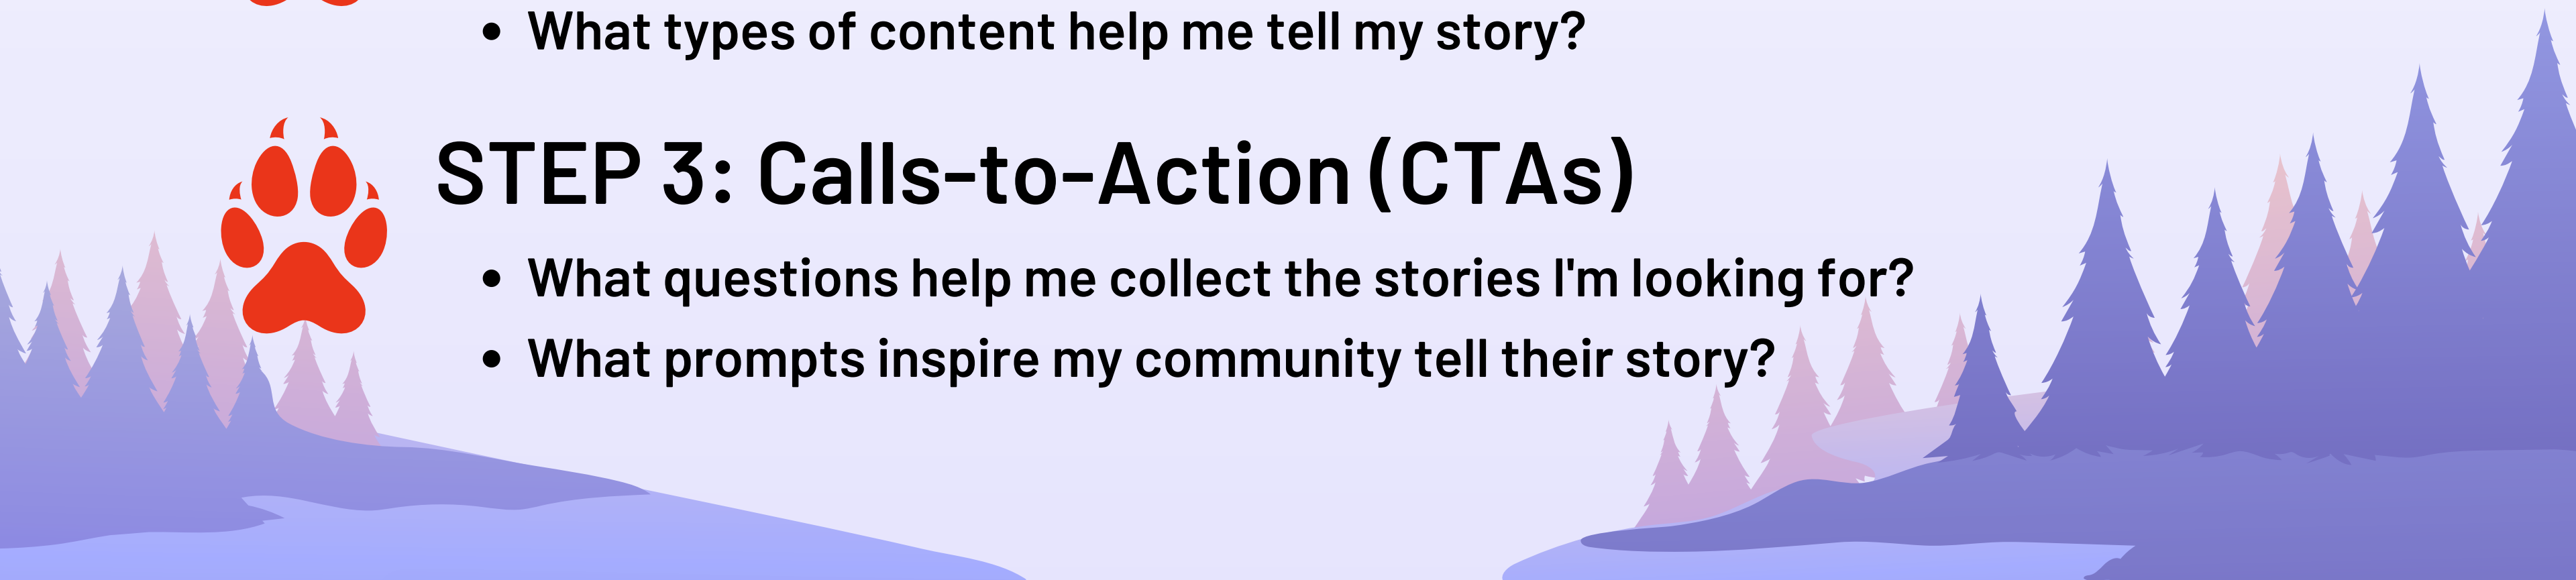 • What types of content help me tell my story?
STEP 3: Calls-to-Action (CTAs)
• What questions help me collect the stories I'm looking for?
• What prompts inspire my community tell their story?